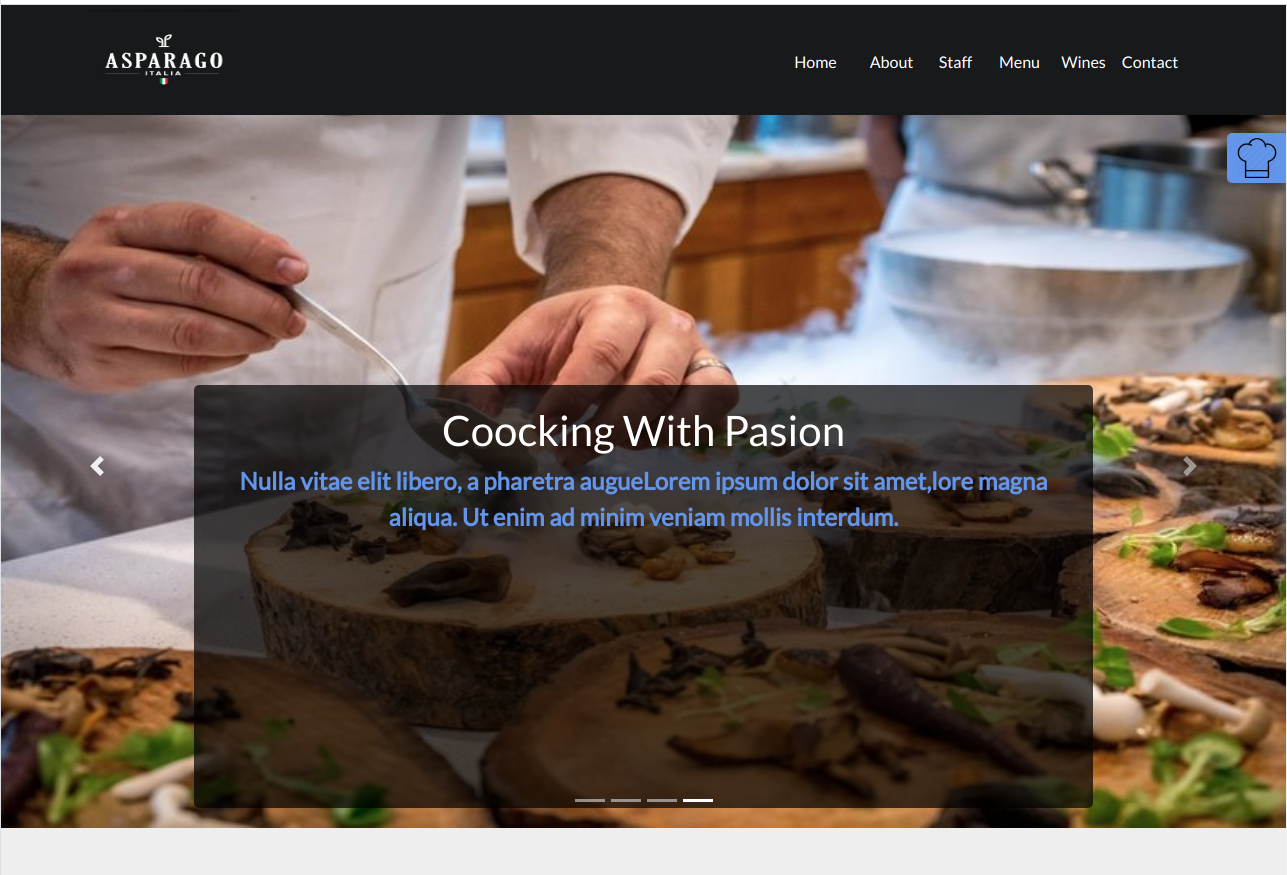 ASPARAGO
ITALIA
Home About Staff Menu Wines Contact
Coocking With Pasion
Nulla vitae elit libero, a pharetra augueLorem ipsum dolor sit amet,lore magna
aliqua. Ut enim ad minim veniam mollis interdum.